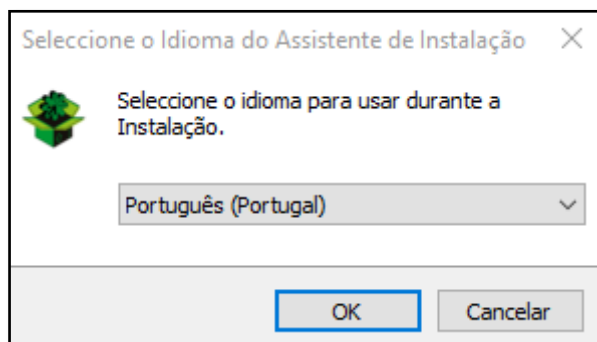 Seleccione o Idioma do Assistente de Instalação
Seleccione o idioma para usar durante a
Instalação.
Português (Portugal)
OK
Cancelar